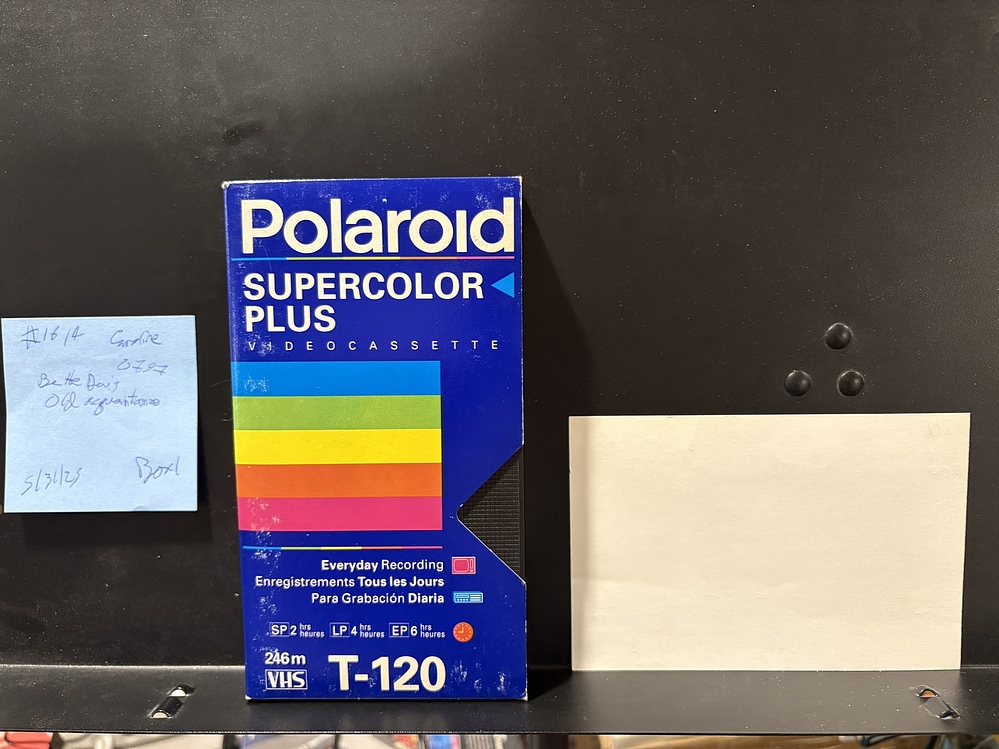 #1614 Caroline
0797
Bette Davis
Old acquantance
5/31/25 Box1
Polaroid
SUPERCOLOR
PLUS
VIDEOCASSETTE
Everyday Recording
Enregistrements Tous les Jours
Para Grabación Diaria
SP 2 hrs heures LP 4 hrs heures EP 6 hrs heures
246m
VHS T-120